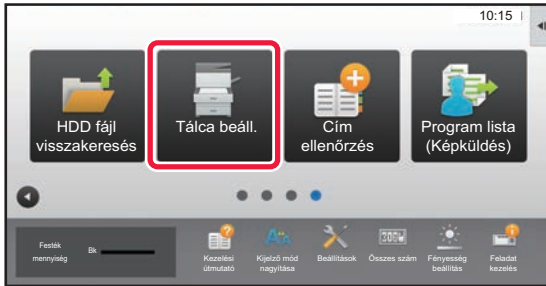 10:15
HDD fájl
visszakeresés
Tálca beáll.
Cím
ellenőrzés
Program lista
(Képküldés)
Festék
mennyiség
Bk
Kezelési
útmutató
Kijelző mód
nagyítása
Beállítások
Összes szám
Fényesség
beállítás
Feladat
kezelés